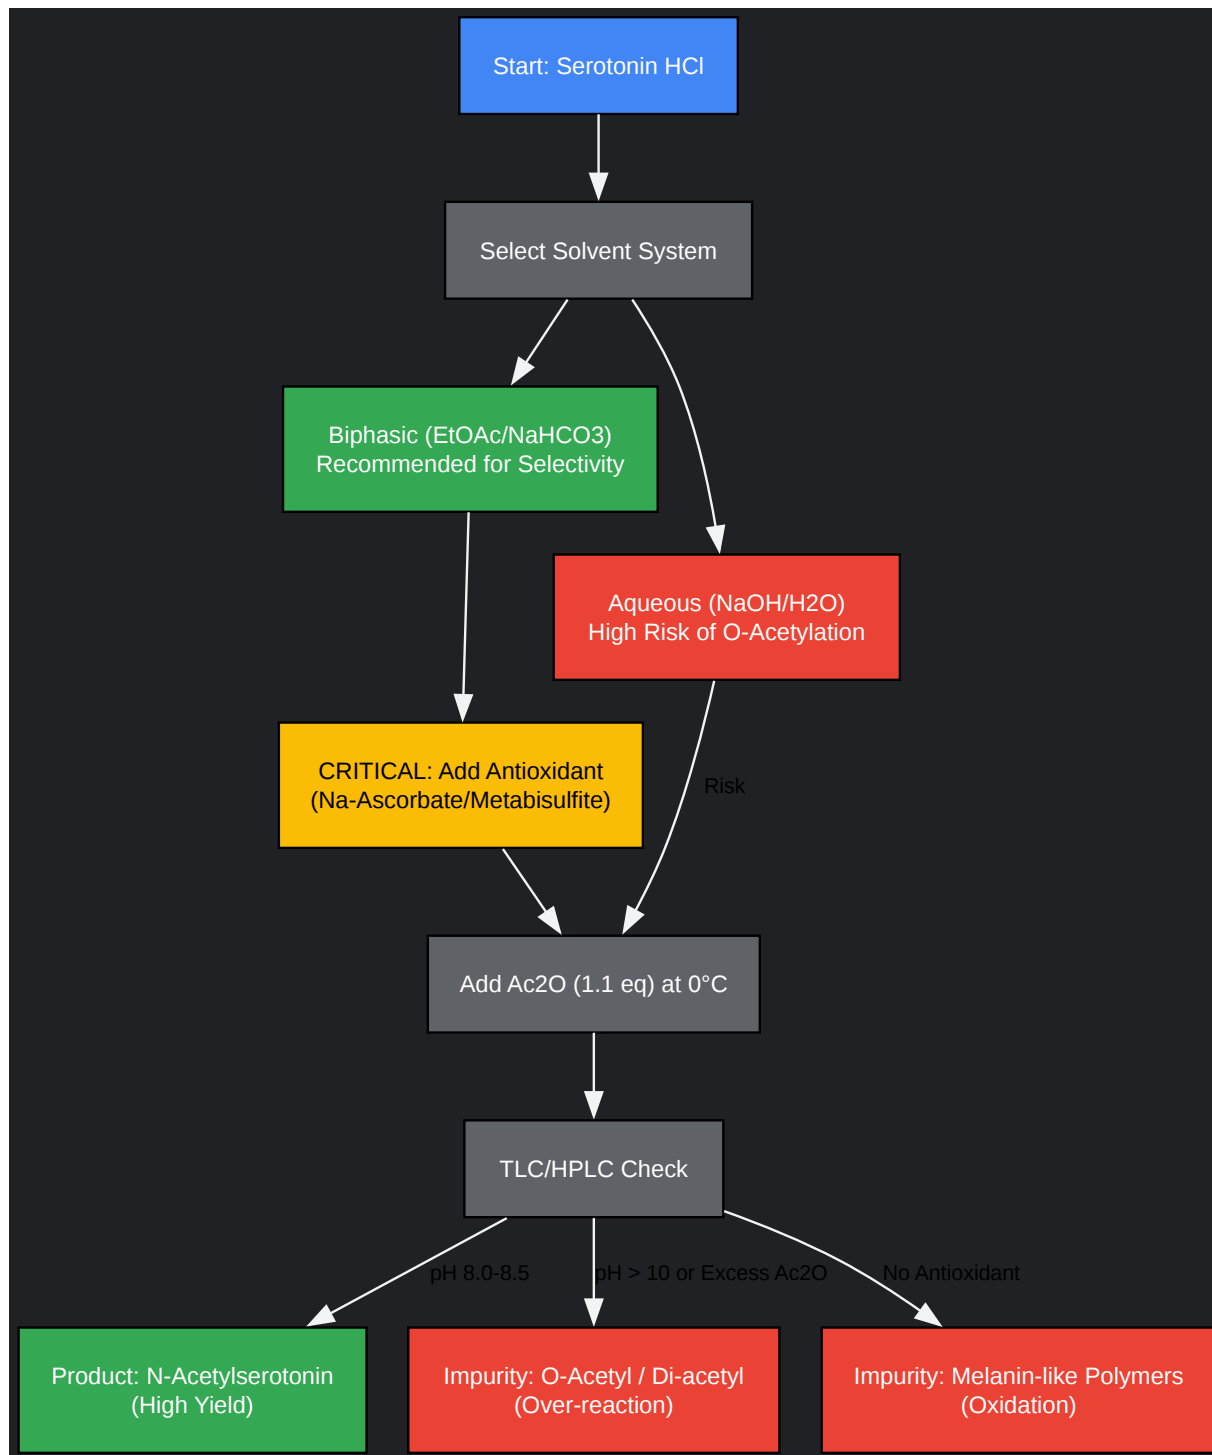 Start: Serotonin HCl
Select Solvent System
Biphasic (EtOAc/NaHCO3)
Recommended for Selectivity
Aqueous (NaOH/H2O)
High Risk of O-Acetylation
CRITICAL: Add Antioxidant
(Na-Ascorbate/Metabisulfite)
Risk
Add Ac2O (1.1 eq) at 0°C
TLC/HPLC Check
pH 8.0-8.5
pH > 10 or Excess Ac2O
No Antioxidant
Product: N-Acetylserotonin
(High Yield)
Impurity: O-Acetyl / Di-acetyl
(Over-reaction)
Impurity: Melanin-like Polymers
(Oxidation)